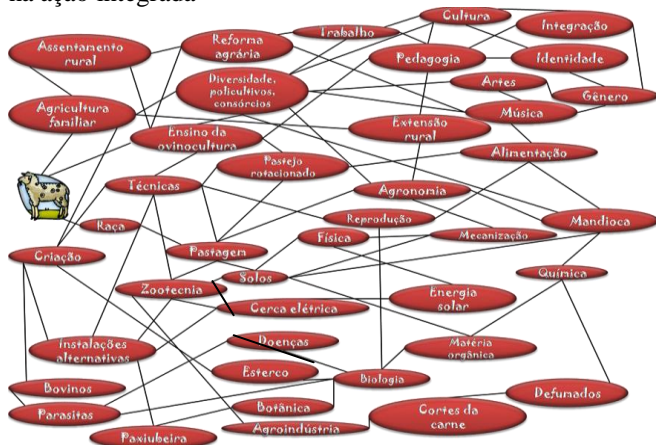 na ação integrada
Cultura
Integração
Trabalho
Reforma
agrária
Assentamento
rural
Pedagogia
Identidade
Diversidade,
policultivos,
consórcios
Artes
Gênero
Agricultura
familiar
Música
Ensino da
ovinocultura
Extensão
rural
Pastejo
rotacionado
Alimentação
Técnicas
Agronomia
Raça
Reprodução
Mandioca
Física
Mecanização
Criação
Pastagem
Solos
Química
Zootecnia
Cerca elétrica
Energia
solar
Instalações
alternativas
Doenças
Matéria
orgânica
Esterco
Biologia
Bovinos
Defumados
Parasitas
Botânica
Cortes da
carne
Agroindústria
Paxiubeira